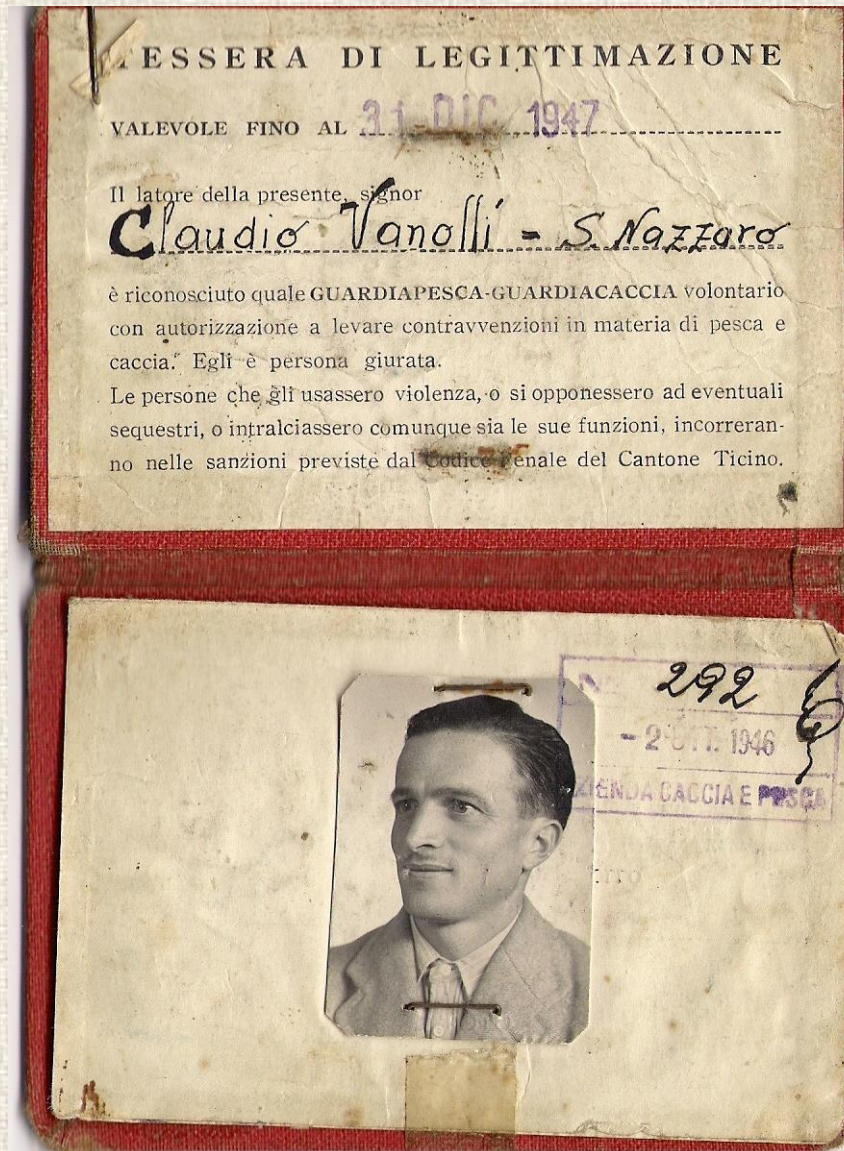 TESSERA DI LEGITTIMAZIONE
VALEVOLE FINO AL 31 DIC. 1947
Il latore della presente, signor
Claudio Vanolli - S. Nazzaro
è riconosciuto quale GUARDIAPESCA-GUARDIACACCIA volontario
con autorizzazione a levare contravvenzioni in materia di pesca e
caccia. Egli è persona giurata.
Le persone che gli usassero violenza, o si opponessero ad eventuali
sequestri, o intralciassero comunque sia le sue funzioni, incorreran-
no nelle sanzioni previste dal Codice Penale del Cantone Ticino.
292
- 2 OTT. 1946
AZIENDA CACCIA E PESCA